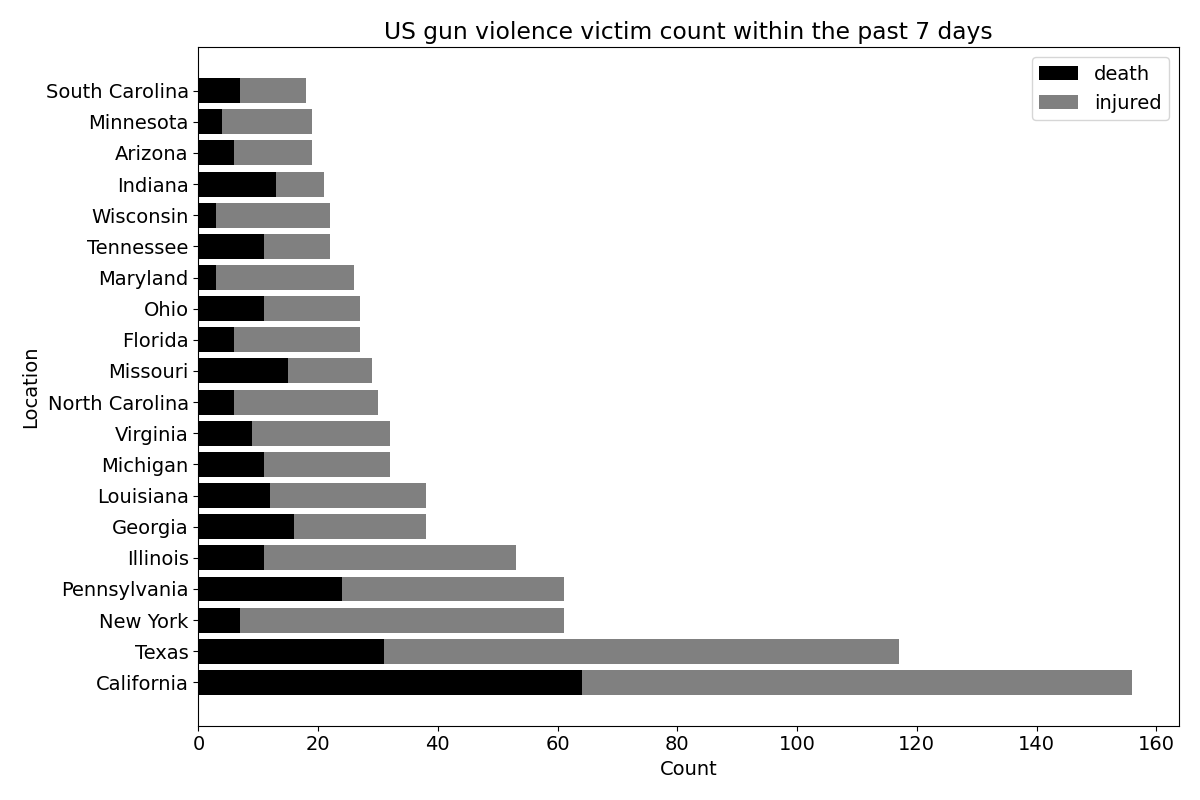 US gun violence victim count within the past 7 days
death
injured
South Carolina
Minnesota
Arizona
Indiana
Wisconsin
Tennessee
Maryland
Ohio
Florida
Missouri
North Carolina
Virginia
Michigan
Louisiana
Georgia
Illinois
Pennsylvania
New York
Texas
California
Location
0 20 40 60 80 100 120 140 160
Count